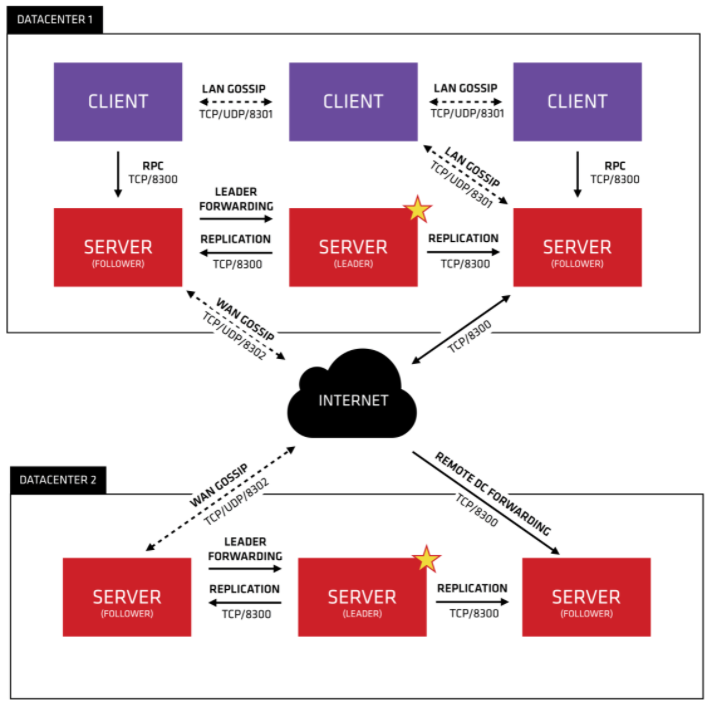 DATACENTER 1
CLIENT
LAN GOSSIP
TCP/UDP/8301
CLIENT
LAN GOSSIP
TCP/UDP/8301
CLIENT
RPC
TCP/8300
LAN GOSSIP
TCP/UDP/8301
RPC
TCP/8300
SERVER
(FOLLOWER)
LEADER
FORWARDING
REPLICATION
TCP/8300
SERVER
(LEADER)
REPLICATION
TCP/8300
SERVER
(FOLLOWER)
WAN GOSSIP
TCP/UDP/8302
TCP/8300
INTERNET
DATACENTER 2
WAN GOSSIP
TCP/UDP/8302
REMOTE DC FORWARDING
TCP/8300
SERVER
(FOLLOWER)
LEADER
FORWARDING
REPLICATION
TCP/8300
SERVER
(LEADER)
REPLICATION
TCP/8300
SERVER
(FOLLOWER)